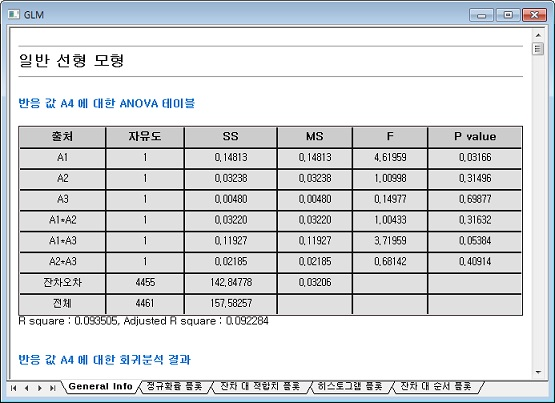 GLM
일반 선형 모형
반응 값 A4 에 대한 ANOVA 테이블
출처 자유도 SS MS F P value
A1 1 0,14813 0,14813 4,61959 0,03166
A2 1 0,03238 0,03238 1,00998 0,31496
A3 1 0,00480 0,00480 0,14977 0,69877
A1*A2 1 0,03220 0,03220 1,00433 0,31632
A1*A3 1 0,11927 0,11927 3,71959 0,05384
A2*A3 1 0,02185 0,02185 0,68142 0,40914
잔차오차 4455 142,84778 0,03206
전체 4461 157,58257
R square : 0,093505, Adjusted R square : 0,092284
반응 값 A4 에 대한 회귀분석 결과
General Info 정규확률 플롯 잔차 대 적합치 플롯 히스토그램 플롯 잔차 대 순서 플롯